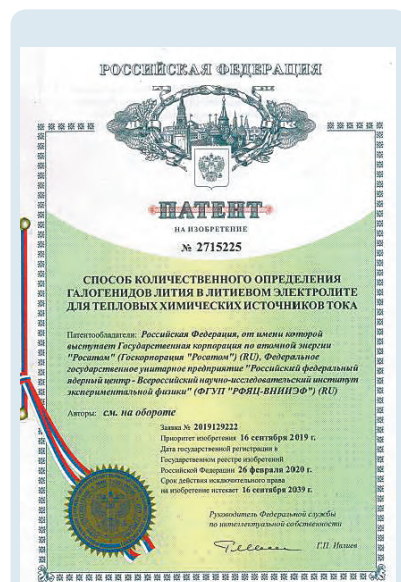 РОССИЙСКАЯ ФЕДЕРАЦИЯ
ПАТЕНТ
НА ИЗОБРЕТЕНИЕ
№ 2715225
СПОСОБ КОЛИЧЕСТВЕННОГО ОПРЕДЕЛЕНИЯ
ГАЛОГЕНИДОВ ЛИТИЯ В ЛИТИЕВОМ ЭЛЕКТРОЛИТЕ
ДЛЯ ТЕПЛОВЫХ ХИМИЧЕСКИХ ИСТОЧНИКОВ ТОКА
Патентообладатели: Российская Федерация, от имени которой
выступает Государственная корпорация по атомной энергии
"Росатом" (Госкорпорация "Росатом") (RU), Федеральное
государственное унитарное предприятие "Российский федеральный
ядерный центр - Всероссийский научно-исследовательский институт
экспериментальной физики" (ФГУП "РФЯЦ-ВНИИЭФ") (RU)
Авторы: см. на обороте
Заявка № 2019129222
Приоритет изобретения 16 сентября 2019 г.
Дата государственной регистрации в
Государственном реестре изобретений
Российской Федерации 26 февраля 2020 г.
Срок действия исключительного права
на изобретение истекает 16 сентября 2039 г.
Руководитель Федеральной службы
по интеллектуальной собственности
Г.П. Ивлиев